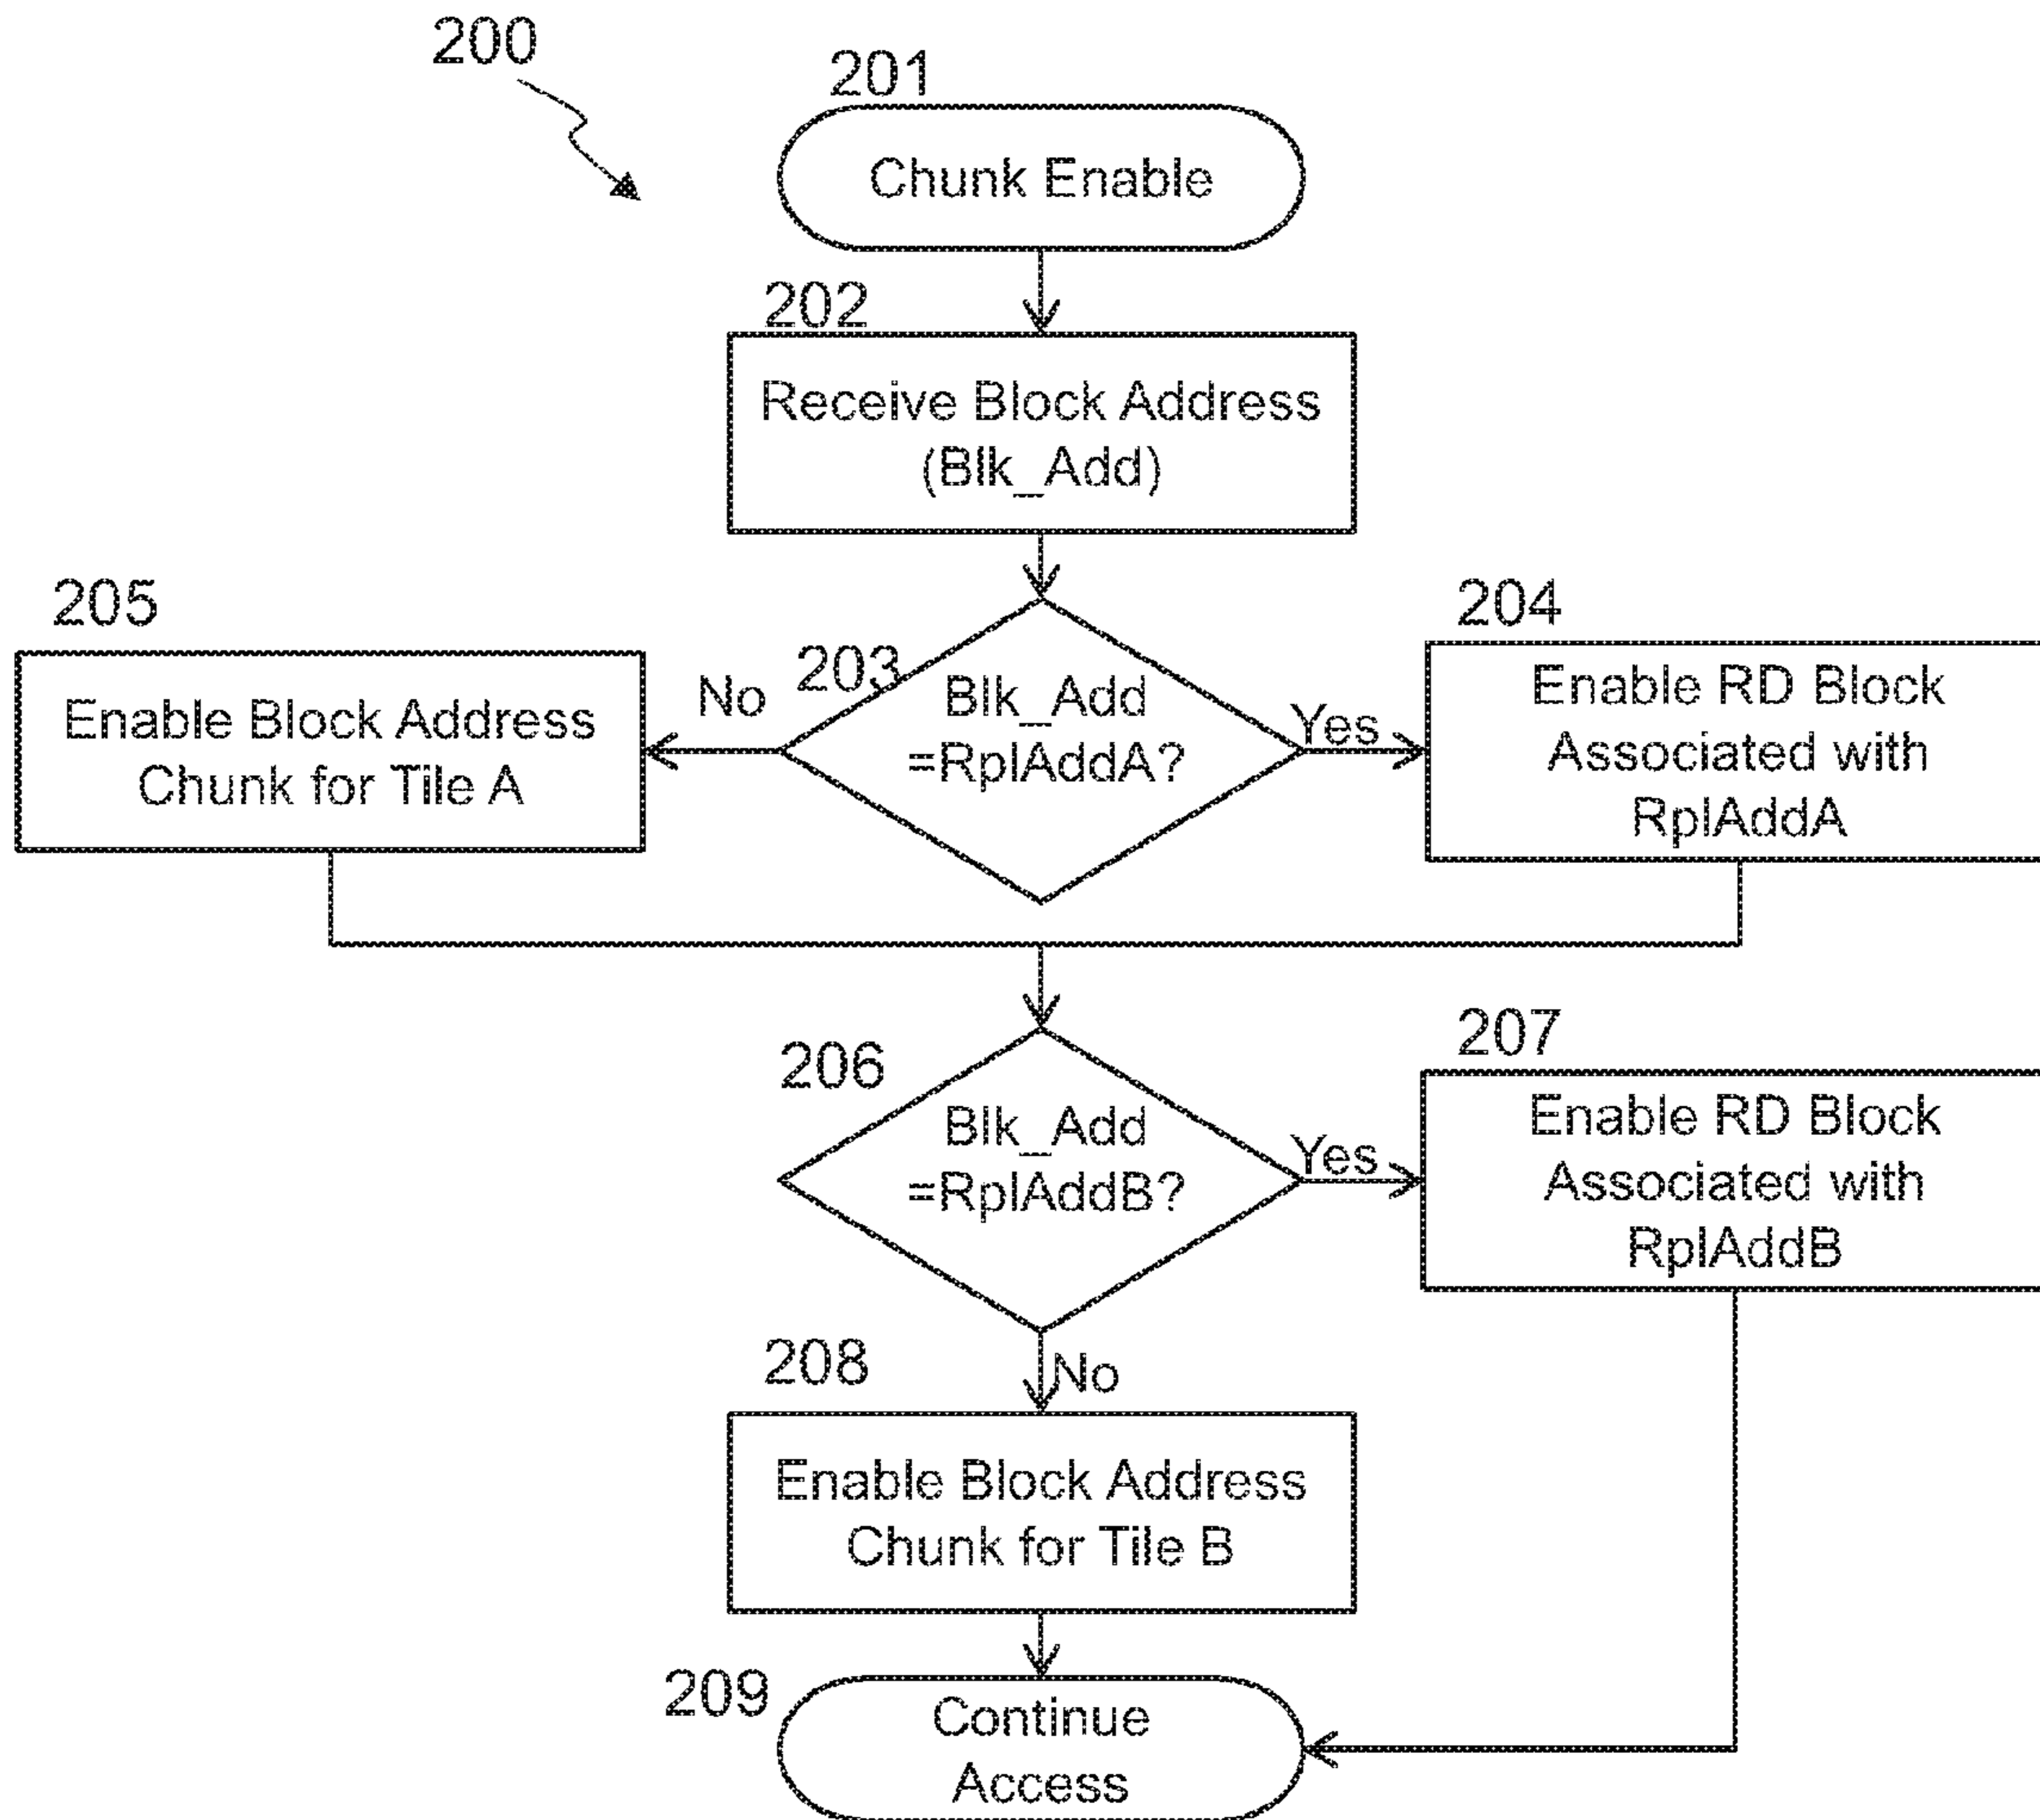 200
201
Chunk Enable
202
Receive Block Address
(Blk_Add)
205
Enable Block Address
Chunk for Tile A
No
203
Blk_Add
=RplAddA?
Yes
204
Enable RD Block
Associated with
RplAddA
206
Blk_Add
=RplAddB?
Yes
207
Enable RD Block
Associated with
RplAddB
No
208
Enable Block Address
Chunk for Tile B
209
Continue
Access